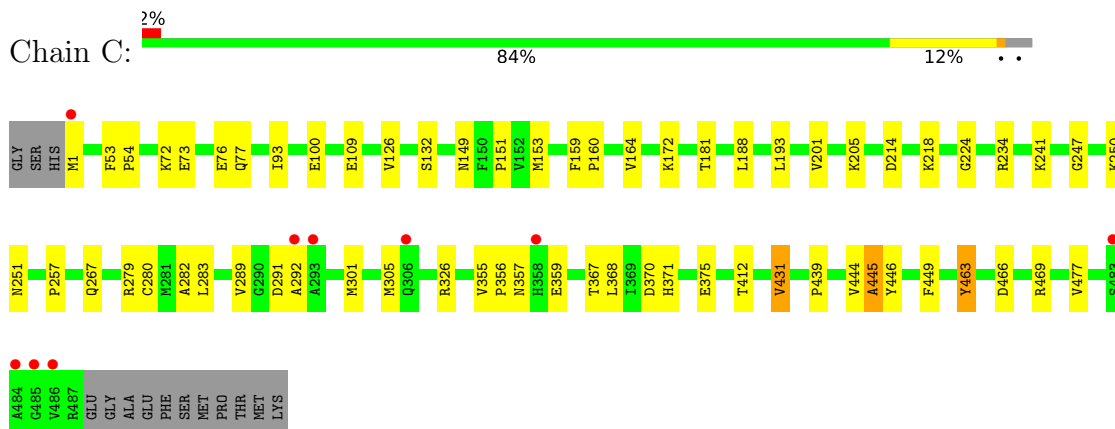 2%
Chain C:
84% 12% • •
GLY SER HIS M1 F53 P54 K72 E73 E76 Q77 I93 E100 E109 V126 S132 N149 F150 P151 V152 M153 F159 P160 V164 K172 T181 L188 L193 V201 K205 D214 K218 G224 R234 K241 G247 K250
N251 P257 Q267 R279 C280 M281 A282 L283 V289 G290 D291 A292 A293 M301 M305 Q306 R326 V355 P356 N357 H358 E359 T367 L368 I369 D370 H371 E375 T412 V431 P439 V444 A445 Y446 F449 Y463 D466 R469 V477 S483
A484 G485 V486 R487 GLU GLY ALA GLU PHE SER MET PRO THR MET LYS